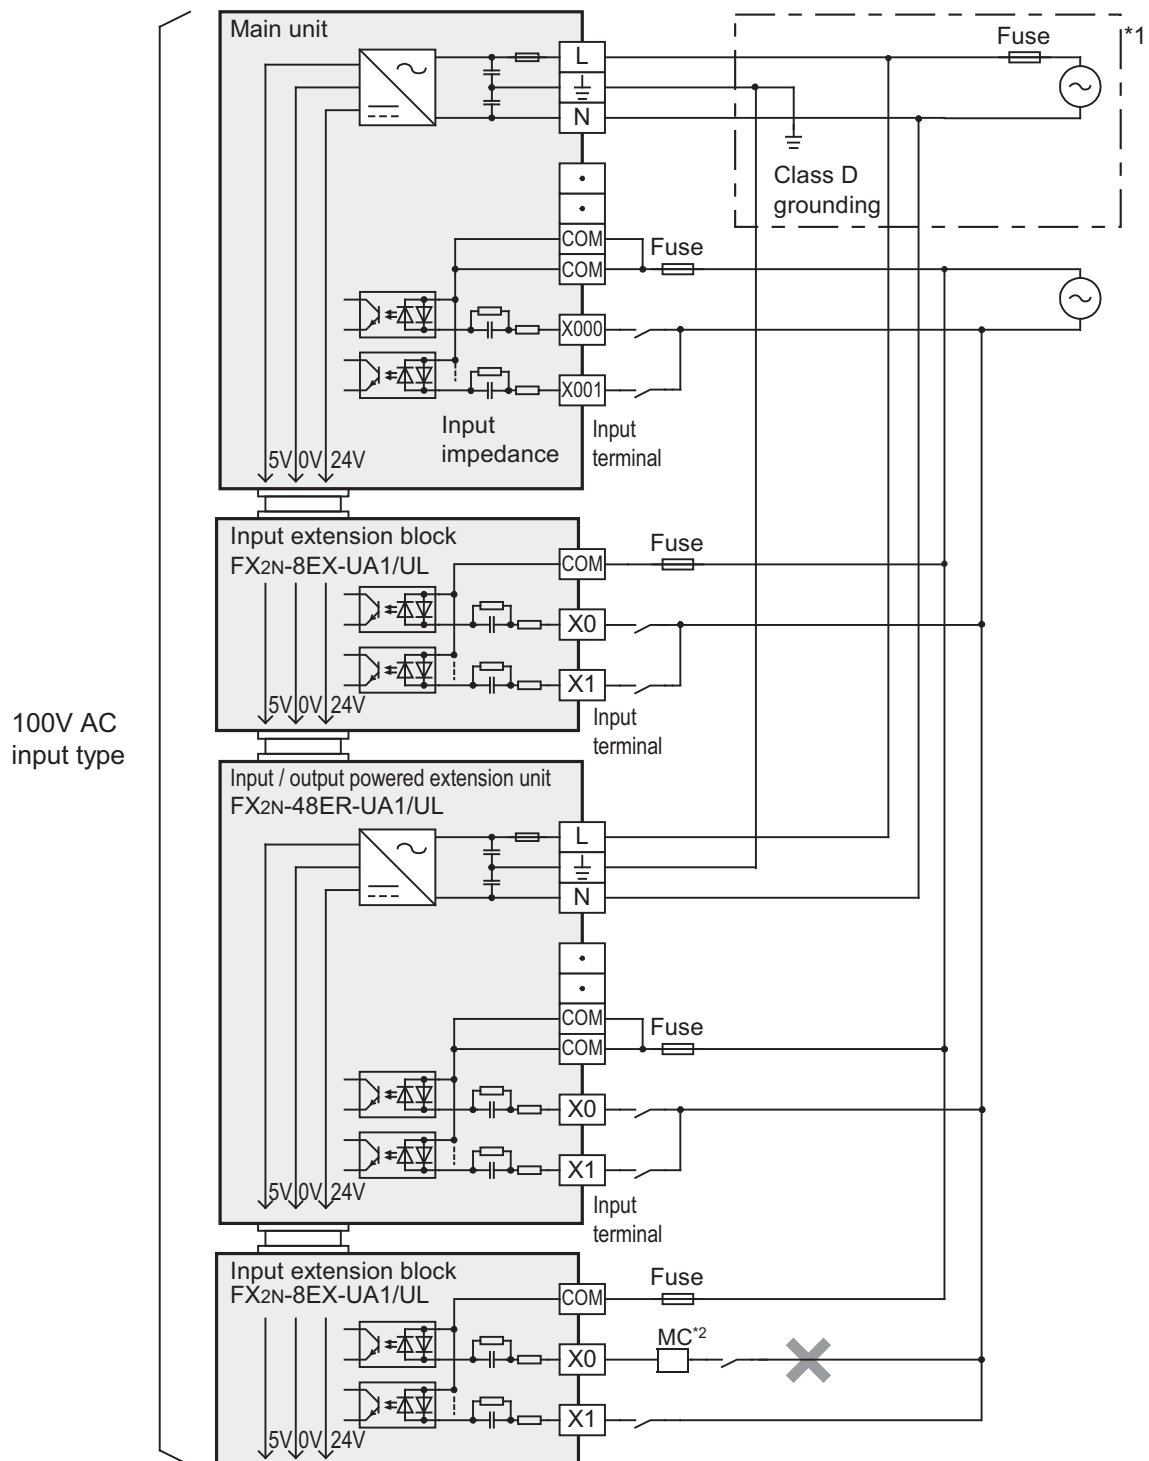 Main unit
L
N
Fuse
*1
Class D
grounding
COM
COM
Fuse
X000
X001
Input
impedance
Input
terminal
5V 0V 24V
Input extension block
FX2N-8EX-UA1/UL
COM
Fuse
X0
X1
5V 0V 24V
Input
terminal
100V AC
input type
Input / output powered extension unit
FX2N-48ER-UA1/UL
L
N
COM
COM
Fuse
X0
X1
5V 0V 24V
Input
terminal
Input extension block
FX2N-8EX-UA1/UL
COM
Fuse
X0
MC*2
X1
5V 0V 24V